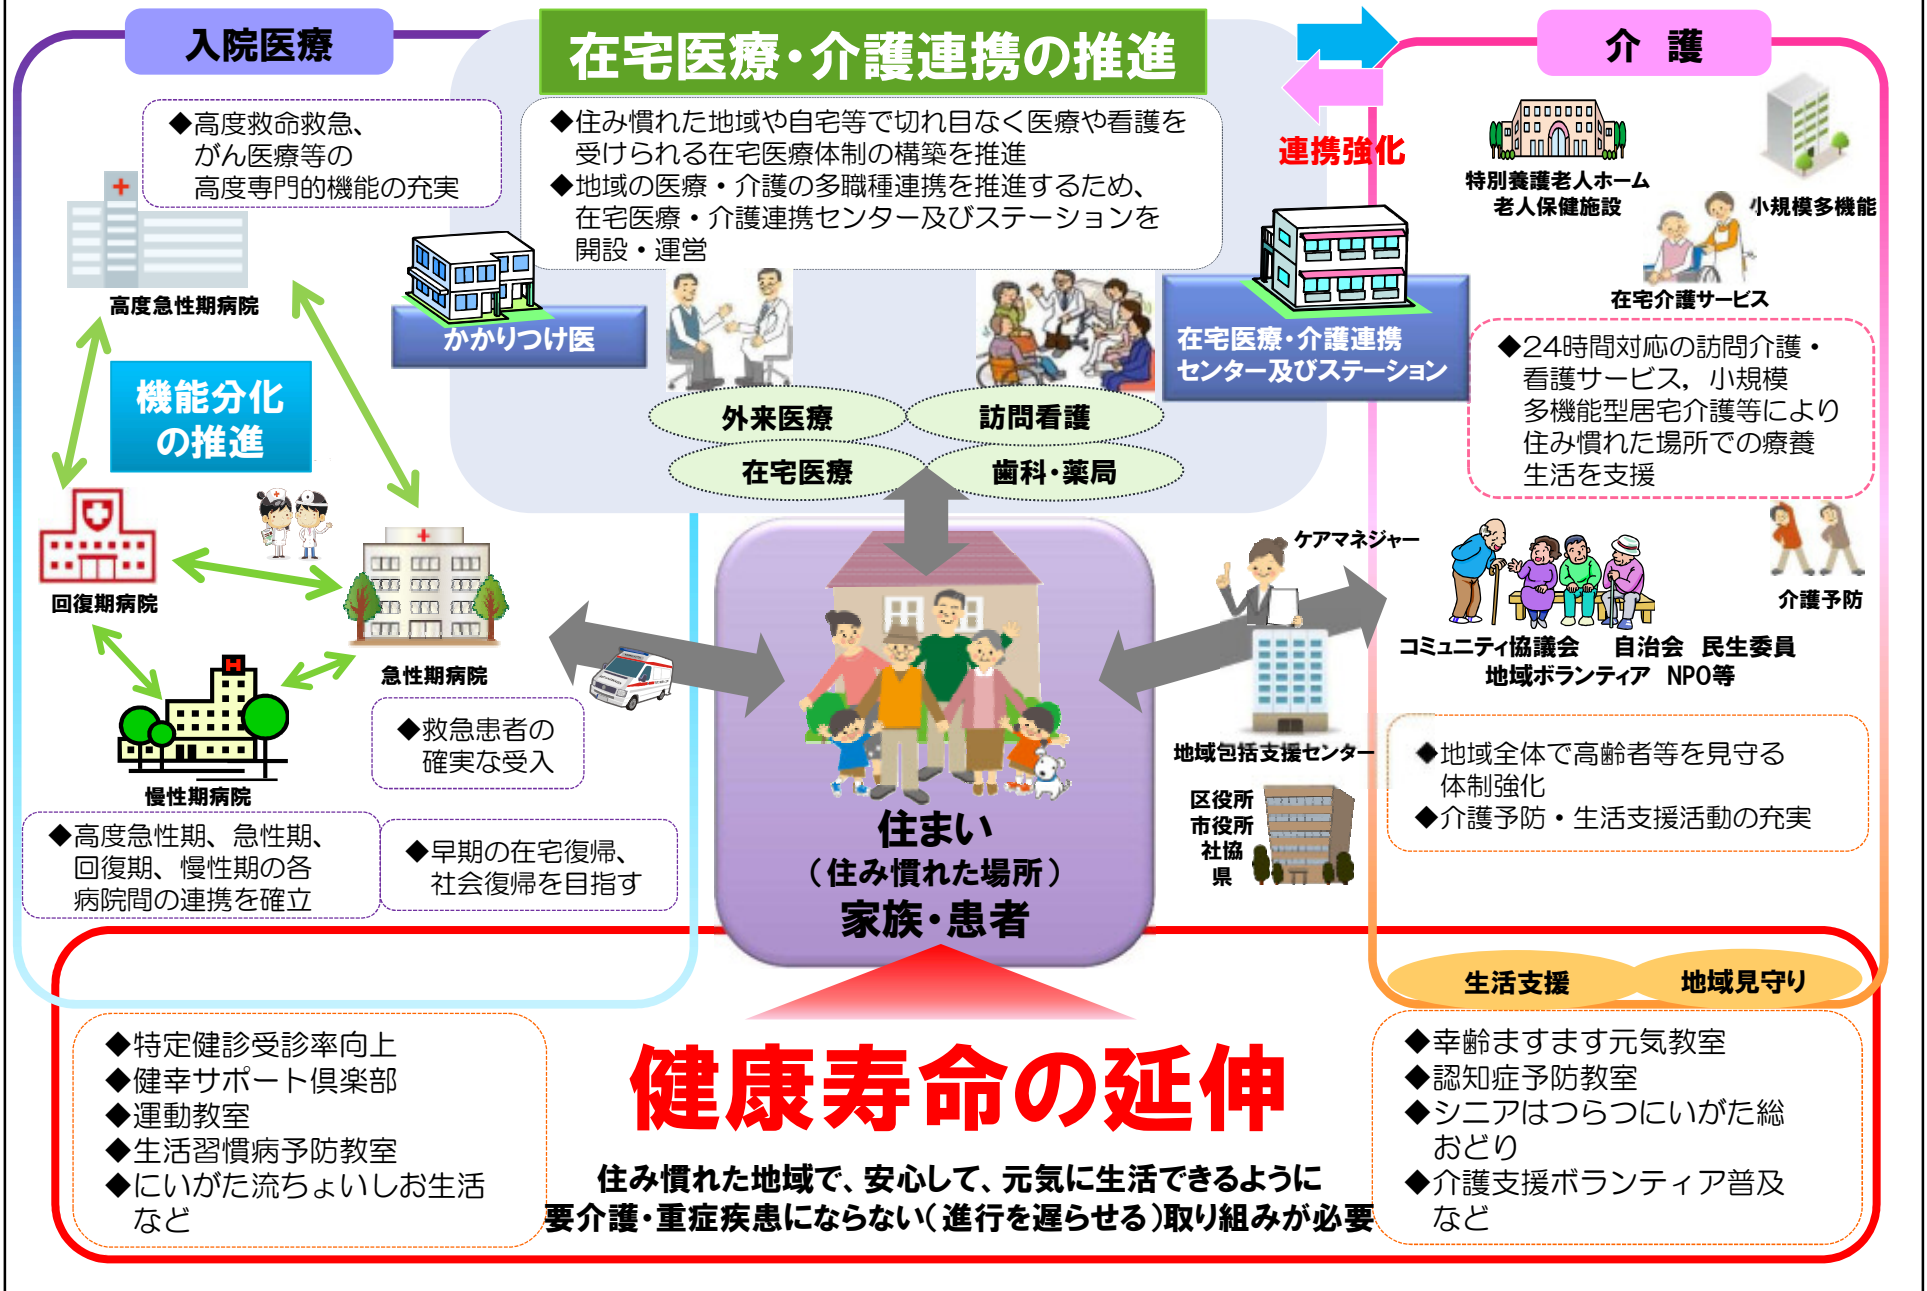 入院医療
◆高度救命救急、
がん医療等の
高度専門的機能の充実
高度急性期病院
機能分化
の推進
回復期病院
急性期病院
慢性期病院
◆救急患者の
確実な受入
◆高度急性期、急性期、
回復期、慢性期の各
病院間の連携を確立
◆早期の在宅復帰、
社会復帰を目指す
在宅医療・介護連携の推進
◆住み慣れた地域や自宅等で切れ目なく医療や看護を
受けられる在宅医療体制の構築を推進
◆地域の医療・介護の多職種連携を推進するため、
在宅医療・介護連携センター及びステーションを
開設・運営
かかりつけ医
在宅医療・介護連携
センター及びステーション
外来医療
訪問看護
在宅医療
歯科・薬局
連携強化
介 護
特別養護老人ホーム
老人保健施設
小規模多機能
在宅介護サービス
◆24時間対応の訪問介護・
看護サービス，小規模
多機能型居宅介護等により
住み慣れた場所での療養
生活を支援
ケアマネジャー
介護予防
コミュニティ協議会 自治会 民生委員
地域ボランティア NPO等
地域包括支援センター
区役所
市役所
社協
県
◆地域全体で高齢者等を見守る
体制強化
◆介護予防・生活支援活動の充実
住まい
（住み慣れた場所）
家族・患者
生活支援
地域見守り
◆特定健診受診率向上
◆健幸サポート倶楽部
◆運動教室
◆生活習慣病予防教室
◆にいがた流ちょいしお生活
など
健康寿命の延伸
住み慣れた地域で、安心して、元気に生活できるように
要介護・重症疾患にならない（進行を遅らせる）取り組みが必要
◆幸齢ますます元気教室
◆認知症予防教室
◆シニアはつらつにいがた総
おどり
◆介護支援ボランティア普及
など